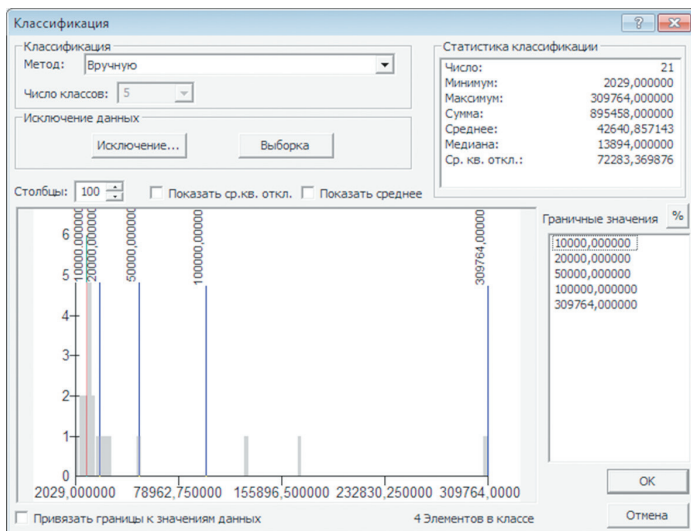 Классификация
Классификация
Метод: Вручную
Число классов: 5
Исключение данных
Исключение... Выборка
Статистика классификации
Число: 21
Минимум: 2029,000000
Максимум: 309764,000000
Сумма: 895458,000000
Среднее: 42640,857143
Медиана: 13894,000000
Ср. кв. откл.: 72283,369876
Столбцы: 100 Показать ср.кв. откл. Показать среднее
10000,000000
20000,000000
50000,000000
100000,000000
309764,000000
6
5
4
3
2
1
0
2029,000000 78962,750000 155896,500000 232830,250000 309764,0000
Граничные значения %
10000,000000
20000,000000
50000,000000
100000,000000
309764,000000
OK
Отмена
Привязать границы к значениям данных 4 Элементов в классе